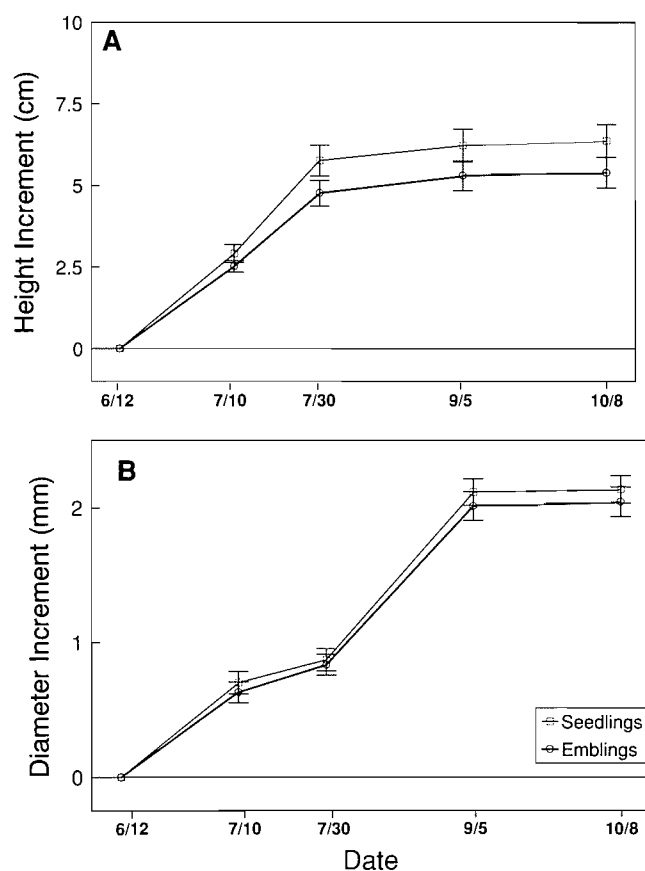 A
Height Increment (cm)
10
7.5
5
2.5
0
6/12 7/10 7/30 9/5 10/8
B
Diameter Increment (mm)
2
1
0
Seedlings
Emblings
6/12 7/10 7/30 9/5 10/8
Date